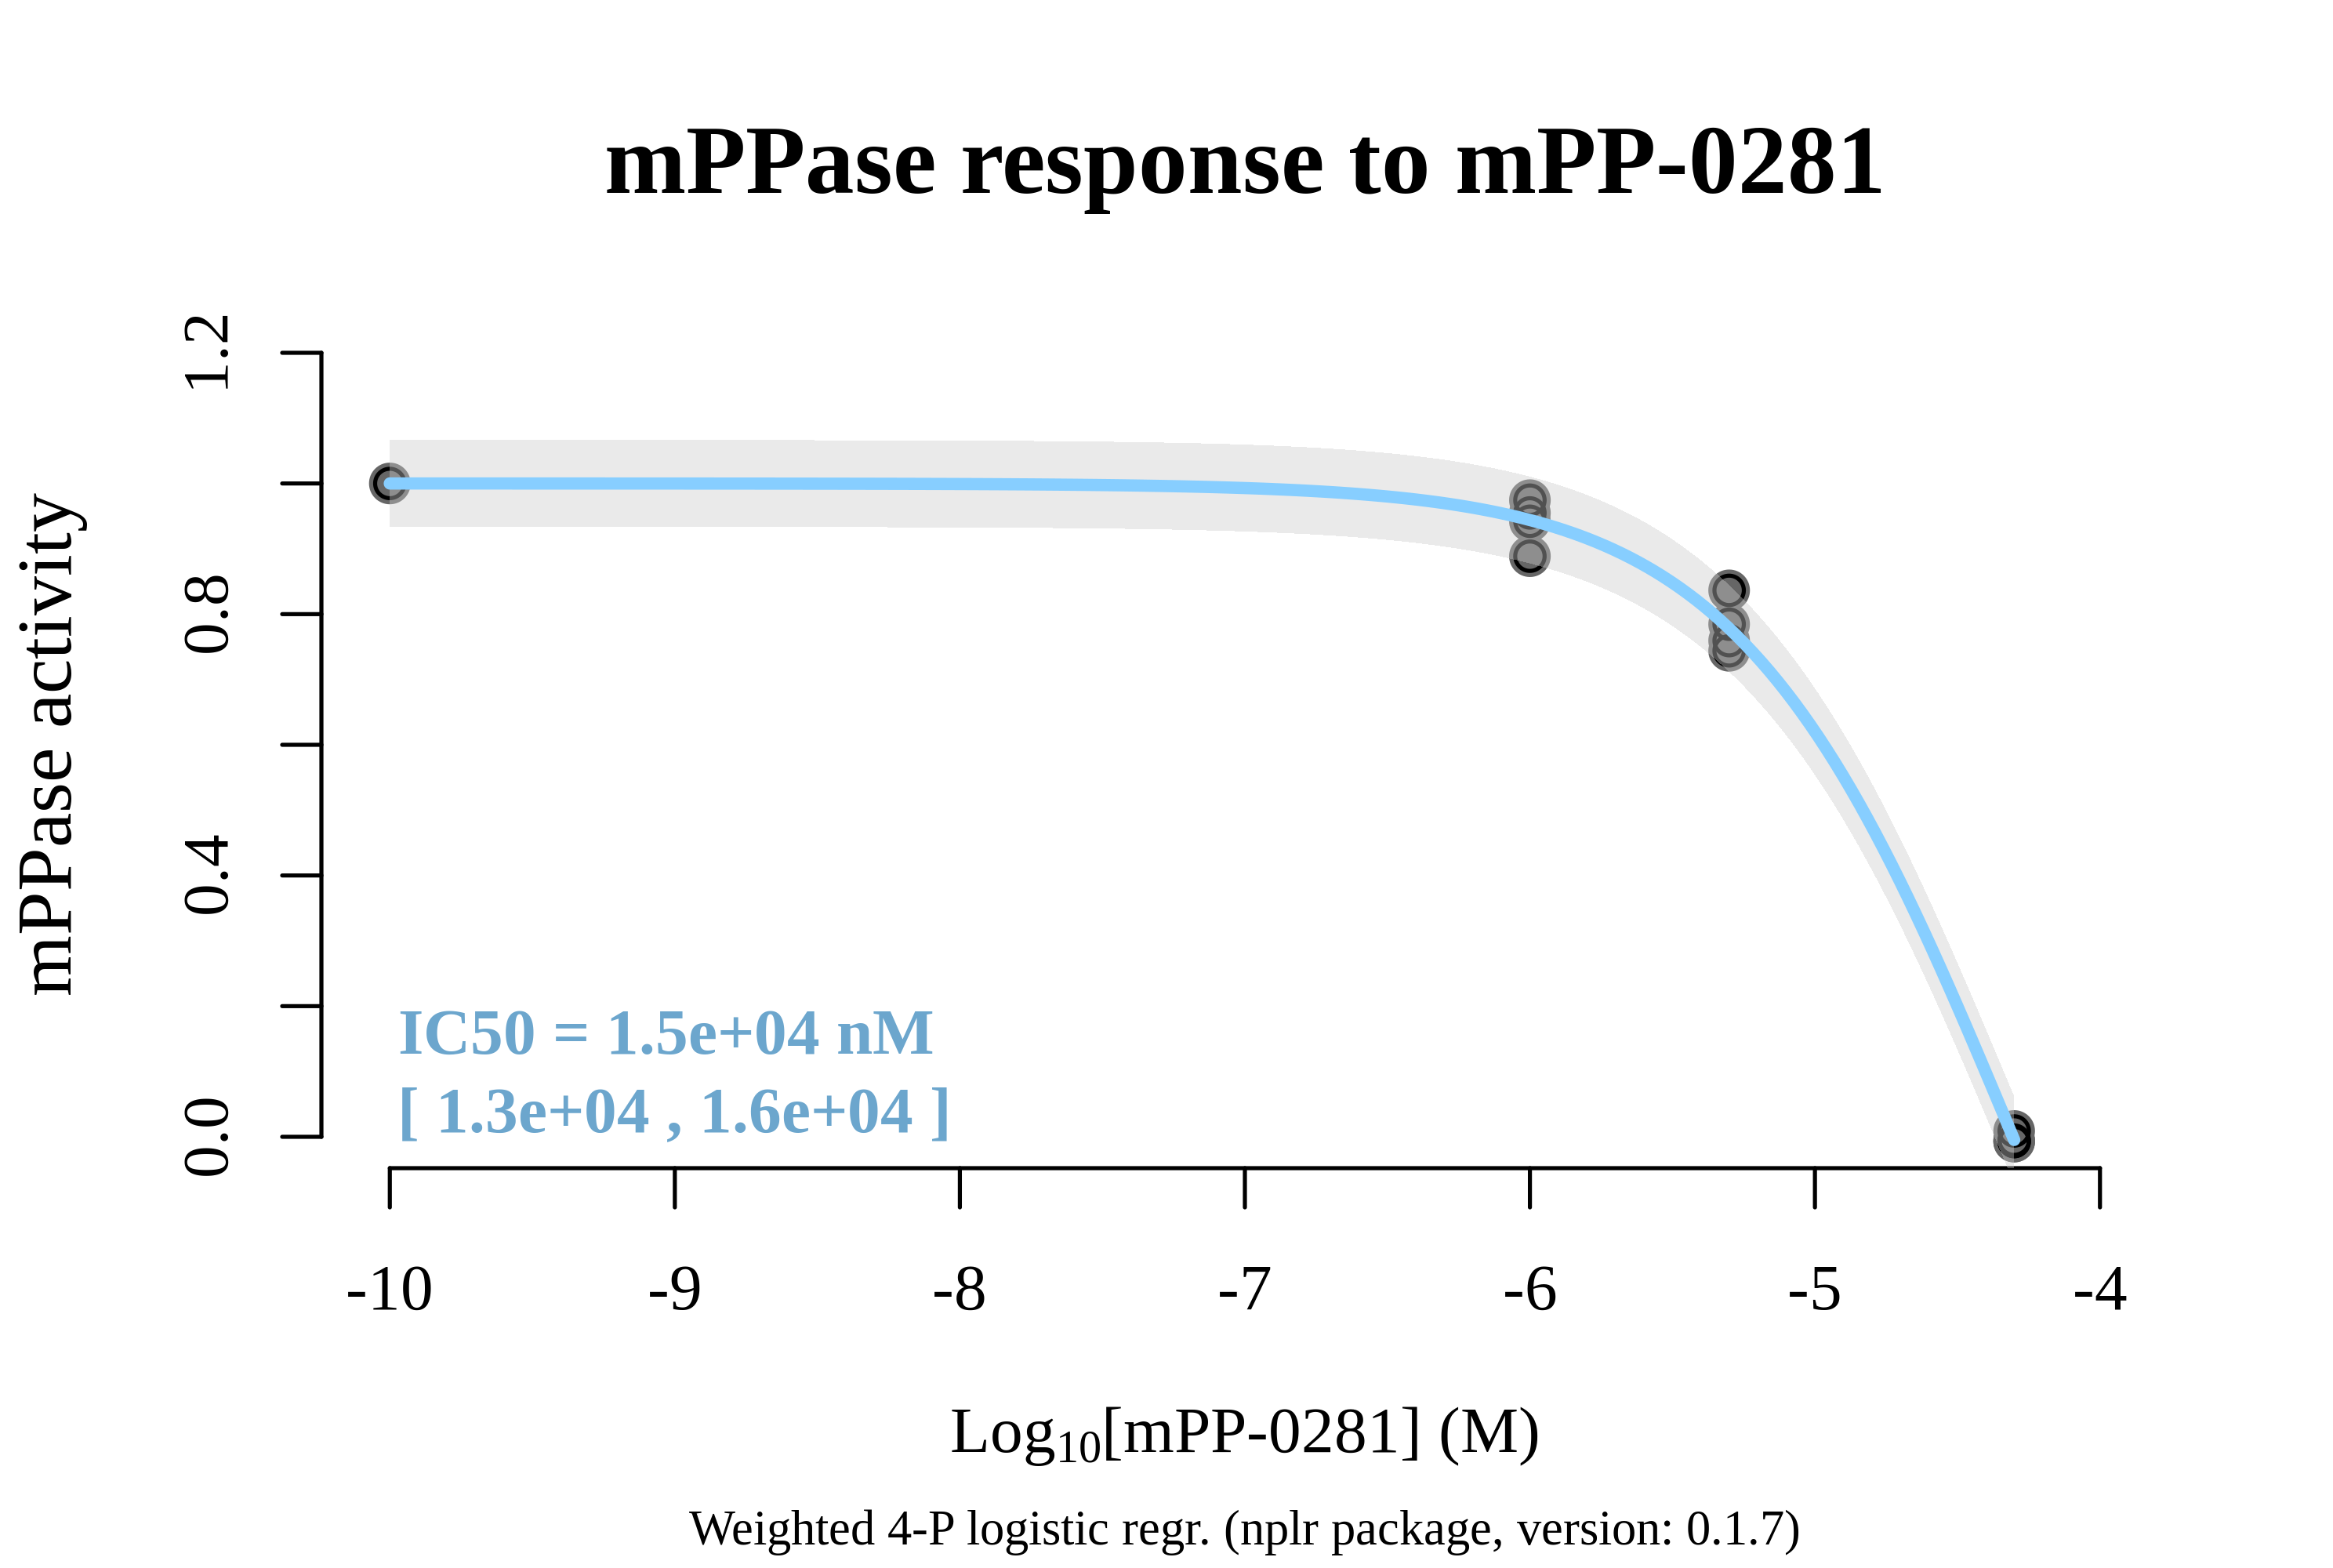 mPPase response to mPP-0281
mPPase activity
1.2
0.8
0.4
0.0
IC50 = 1.5e+04 nM
[ 1.3e+04 , 1.6e+04 ]
-10 -9 -8 -7 -6 -5 -4
Log10[mPP-0281] (M)
Weighted 4-P logistic regr. (nplr package, version: 0.1.7)